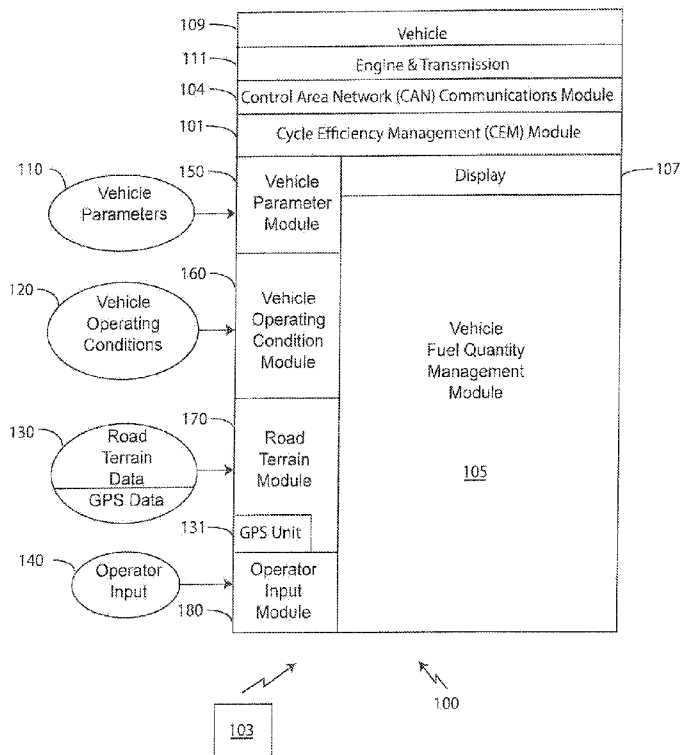 109
Vehicle
111
Engine & Transmission
104
Control Area Network (CAN) Communications Module
101
Cycle Efficiency Management (CEM) Module
110
Vehicle
Parameters
150
Vehicle
Parameter
Module
Display
107
120
Vehicle
Operating
Conditions
160
Vehicle
Operating
Condition
Module
Vehicle
Fuel Quantity
Management
Module
105
130
Road
Terrain
Data
GPS Data
170
Road
Terrain
Module
131
GPS Unit
140
Operator
Input
180
Operator
Input
Module
103
100